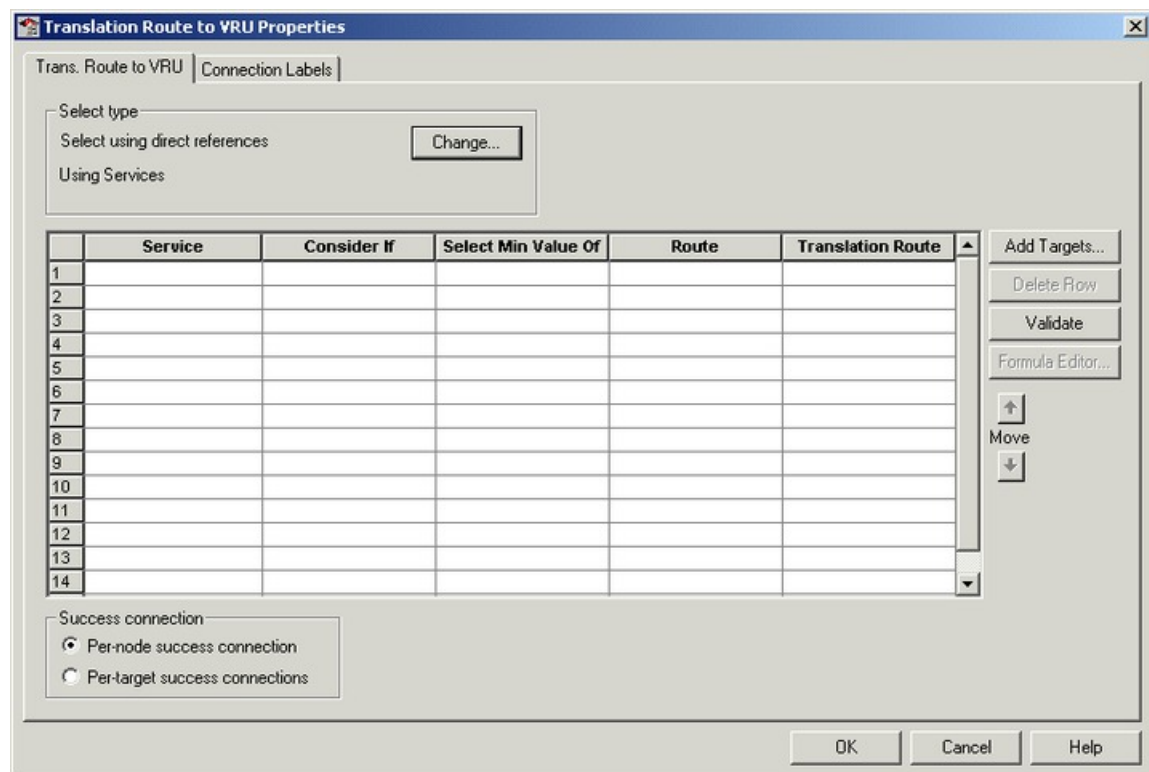 Translation Route to VRU Properties
Trans. Route to VRU Connection Labels
Select type
Select using direct references Change...
Using Services
Service Consider If Select Min Value Of Route Translation Route Add Targets...
1
Delete Row
2
3 Validate
4
5 Formula Editor...
6
7
8 Move
9
10
11
12
13
14
Success connection
Per-node success connection
Per-target success connections
OK Cancel Help